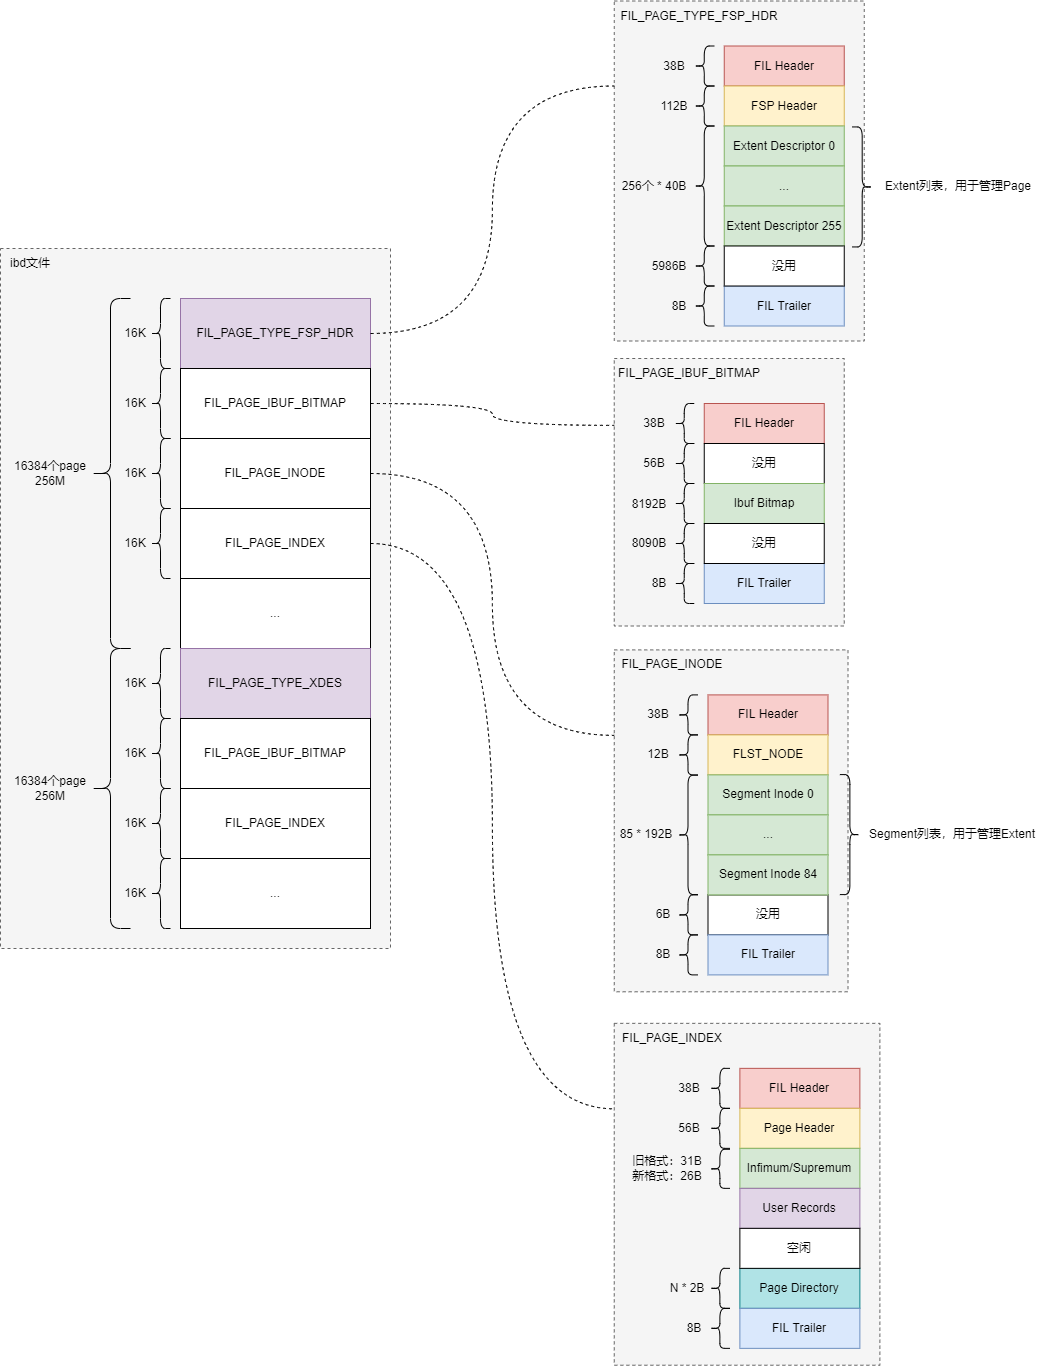 ibd文件
16384个page
256M
16K
FIL_PAGE_TYPE_FSP_HDR
16K
FIL_PAGE_IBUF_BITMAP
16K
FIL_PAGE_INODE
16K
FIL_PAGE_INDEX
...
16384个page
256M
16K
FIL_PAGE_TYPE_XDES
16K
FIL_PAGE_IBUF_BITMAP
16K
FIL_PAGE_INDEX
16K
...
FIL_PAGE_TYPE_FSP_HDR
38B
FIL Header
112B
FSP Header
256个 * 40B
Extent Descriptor 0
...
Extent Descriptor 255
Extent列表，用于管理Page
5986B
没用
8B
FIL Trailer
FIL_PAGE_IBUF_BITMAP
38B
FIL Header
56B
没用
8192B
Ibuf Bitmap
8090B
没用
8B
FIL Trailer
FIL_PAGE_INODE
38B
FIL Header
12B
FLST_NODE
85 * 192B
Segment Inode 0
...
Segment Inode 84
Segment列表，用于管理Extent
6B
没用
8B
FIL Trailer
FIL_PAGE_INDEX
38B
FIL Header
56B
Page Header
旧格式：31B
新格式：26B
Infimum/Supremum
User Records
空闲
N * 2B
Page Directory
8B
FIL Trailer